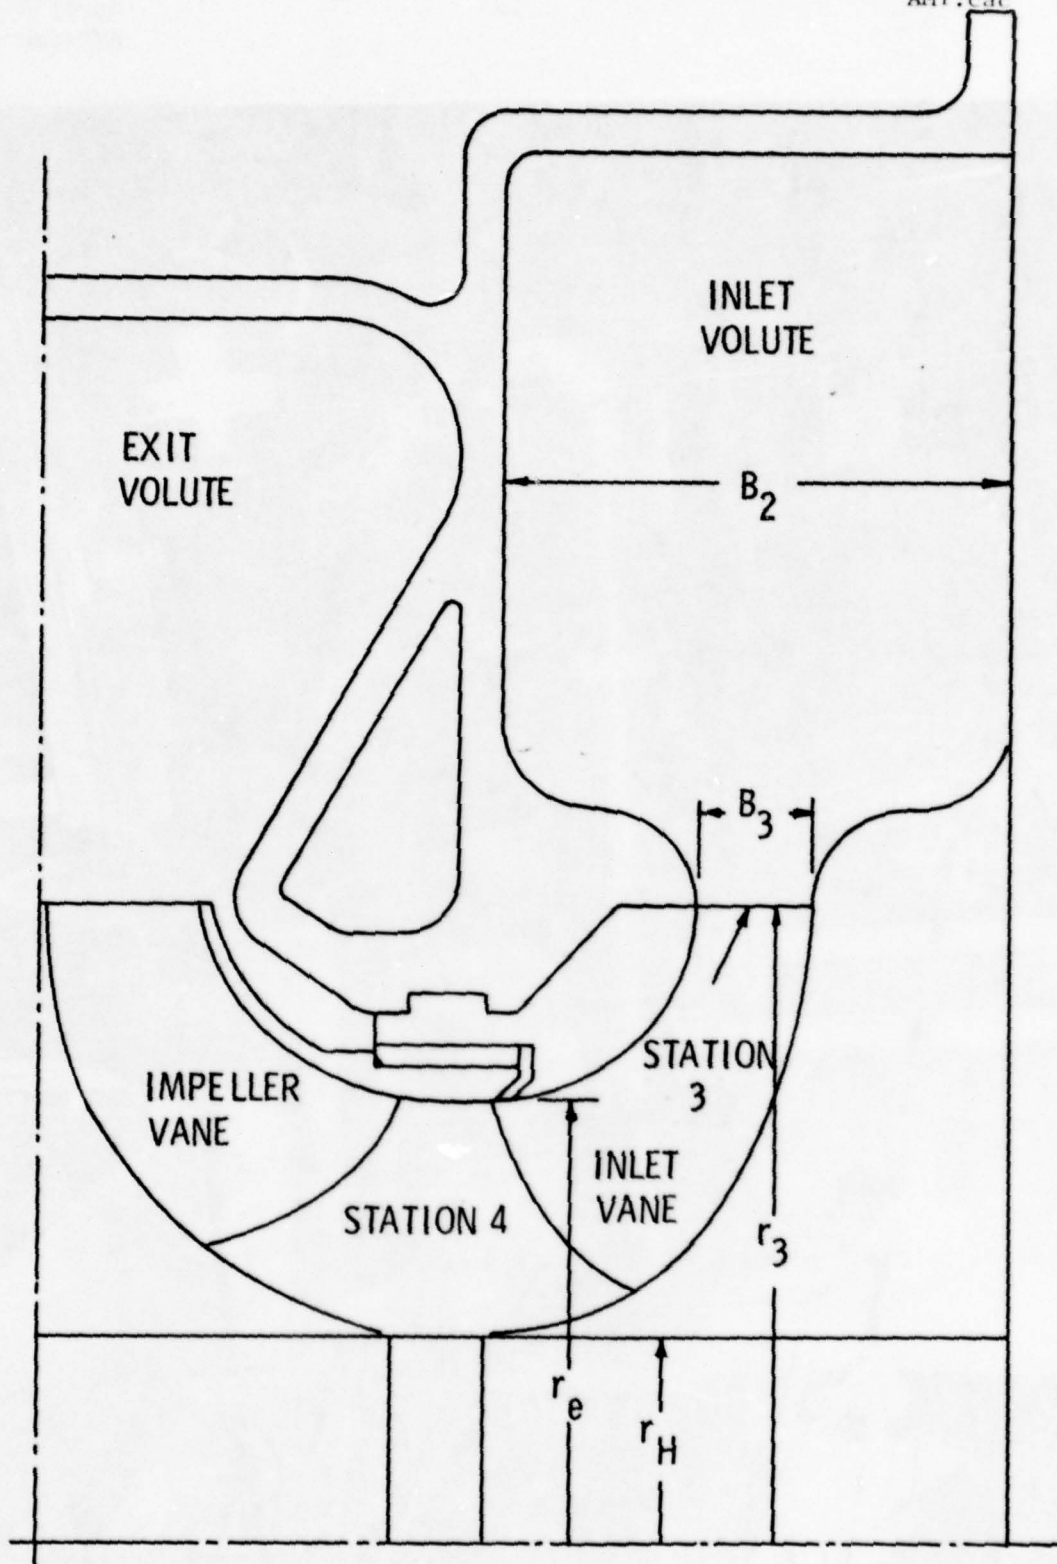 INLET
VOLUTE
EXIT
VOLUTE
B2
B3
STATION
3
IMPELLER
VANE
INLET
VANE
STATION 4
r3
re
rH